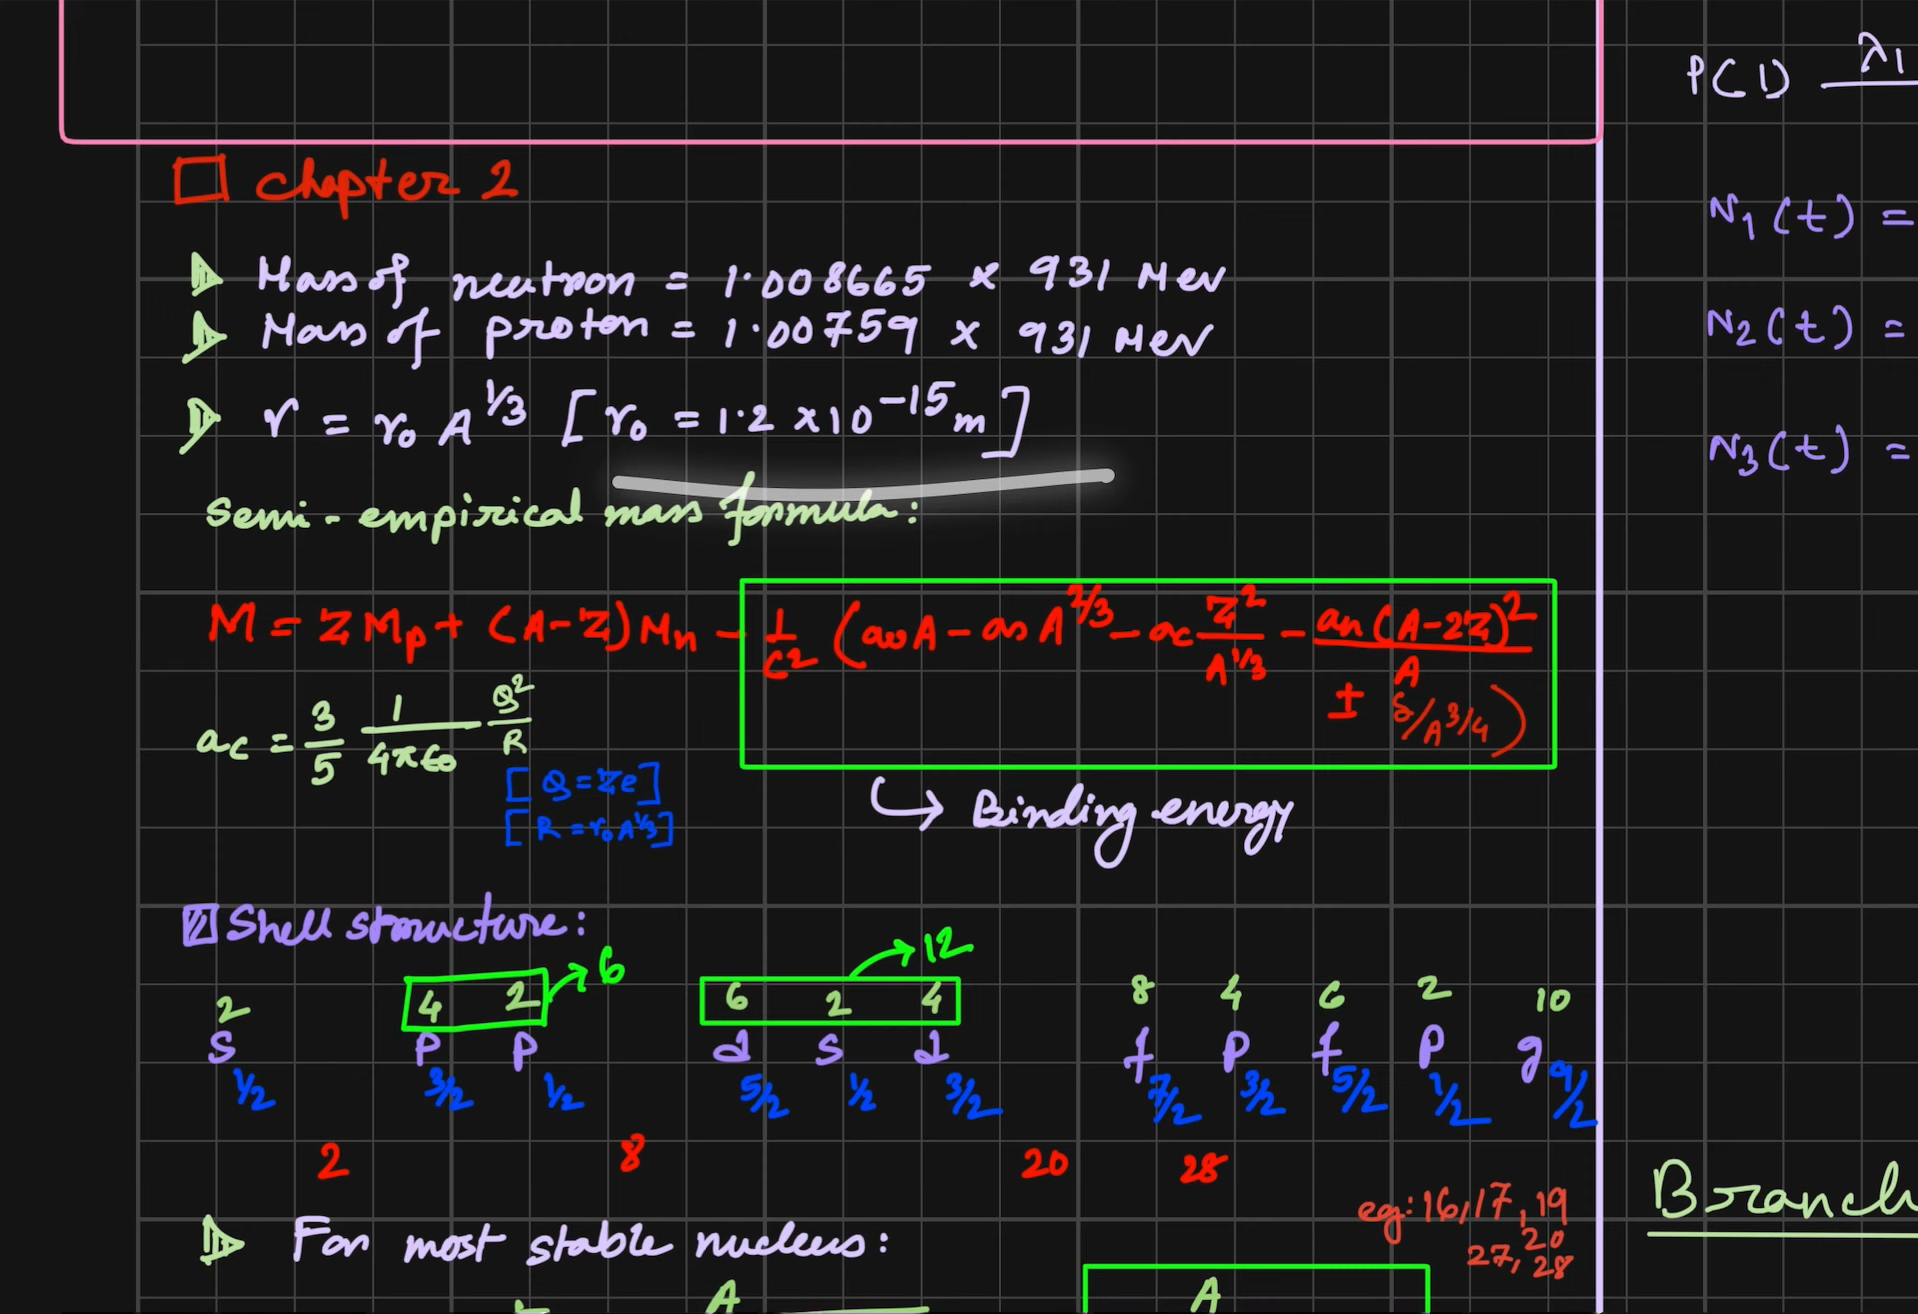 Chapter 2
Mass of neutron = 1.008665 × 931 Mev
Mass of proton = 1.00759 × 931 Mev
r = r₀ A^1/3 [r₀ = 1.2 × 10^-15 m]
Semi-empirical mass formula:
M = Z Mp + (A-Z) Mn - 1/c² (avA - as A^2/3 - ac Z²/A^1/3 - an(A-2Z)²/A
± δ/A^3/4)
ac = 3/5 1/4πε₀ Q²/R
[Q = Ze]
[R = r₀A^1/3]
↳ Binding energy
Shell structure:
→ 6 → 12
2 4 2 6 2 4 8 4 6 2 10
s p p d s d f p f p g
1/2 3/2 1/2 5/2 1/2 3/2 7/2 3/2 5/2 1/2 9/2
2 8 20 28
eg: 16,17,19
20
27, 28
For most stable nucleus:
A A
P(1) λ1
N₁(t) =
N₂(t) =
N₃(t) =
Branch